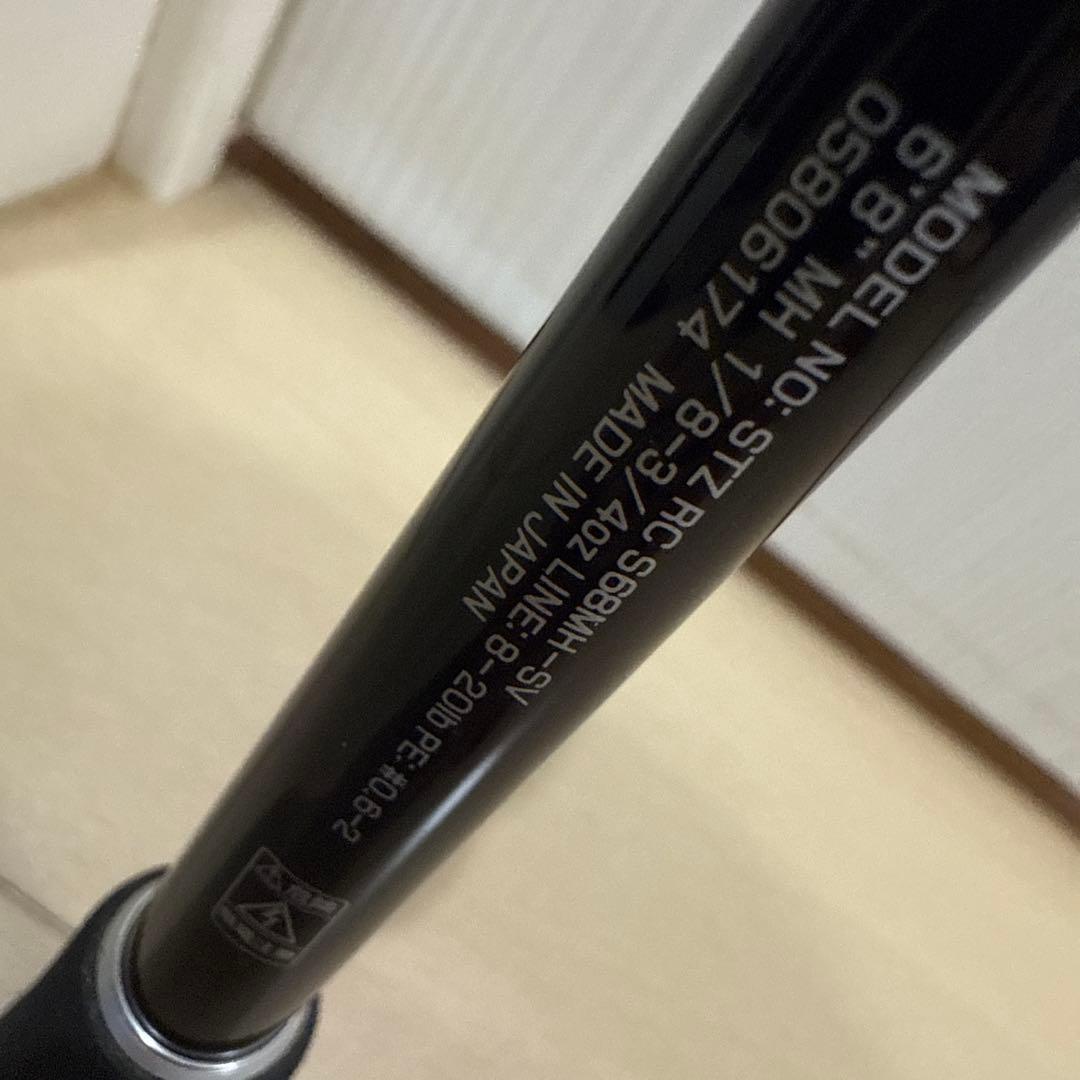 MODEL NO: STZ RC S68MH-SV
6'8" MH 1/8-3/4oz LINE:8-20lb PE:#0.6-2
05806174 MADE IN JAPAN